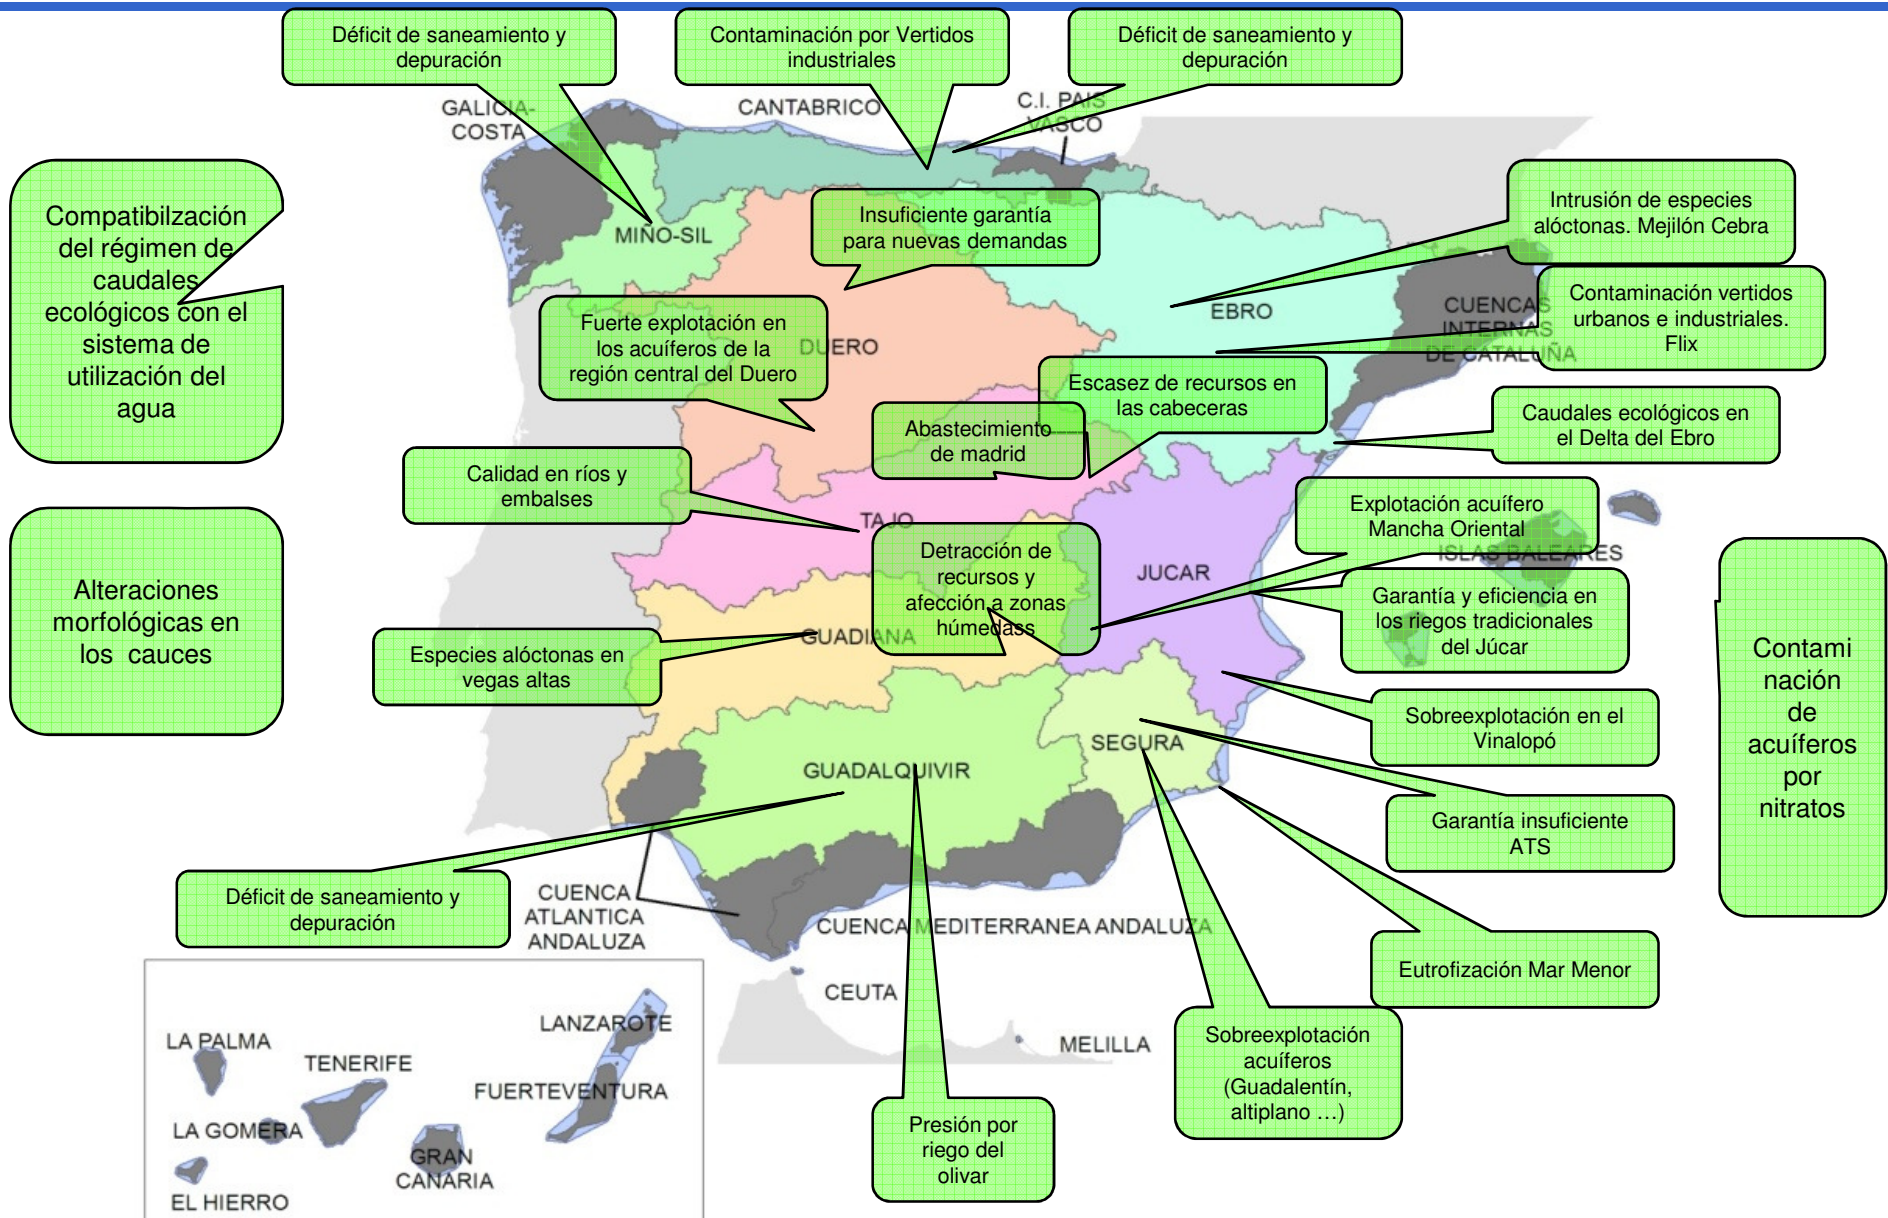 Déficit de saneamiento y
depuración
Contaminación por Vertidos
industriales
Déficit de saneamiento y
depuración
GALICIA-
COSTA
CANTABRICO
C.I. PAIS
VASCO
Compatibilzación
del régimen de
caudales
ecológicos con el
sistema de
utilización del
agua
MIÑO-SIL
Insuficiente garantía
para nuevas demandas
Intrusión de especies
alóctonas. Mejilón Cebra
EBRO
CUENCAS
INTERNAS
DE CATALUÑA
Contaminación vertidos
urbanos e industriales.
Flix
Fuerte explotación en
los acuíferos de la
región central del Duero
DUERO
Escasez de recursos en
las cabeceras
Abastecimiento
de madrid
Caudales ecológicos en
el Delta del Ebro
Calidad en ríos y
embalses
TAJO
Explotación acuífero
Mancha Oriental
ISLAS BALEARES
Detracción de
recursos y
afección a zonas
húmedass
JUCAR
Alteraciones
morfológicas en
los cauces
Garantía y eficiencia en
los riegos tradicionales
del Júcar
GUADIANA
Especies alóctonas en
vegas altas
Contami
nación
de
acuíferos
por
nitratos
Sobreexplotación en el
Vinalopó
SEGURA
GUADALQUIVIR
Garantía insuficiente
ATS
Déficit de saneamiento y
depuración
CUENCA
ATLANTICA
ANDALUZA
CUENCA MEDITERRANEA ANDALUZA
Eutrofización Mar Menor
CEUTA
MELILLA
Sobreexplotación
acuíferos
(Guadalentín,
altiplano …)
Presión por
riego del
olivar
LA PALMA
TENERIFE
LANZAROTE
FUERTEVENTURA
LA GOMERA
GRAN
CANARIA
EL HIERRO